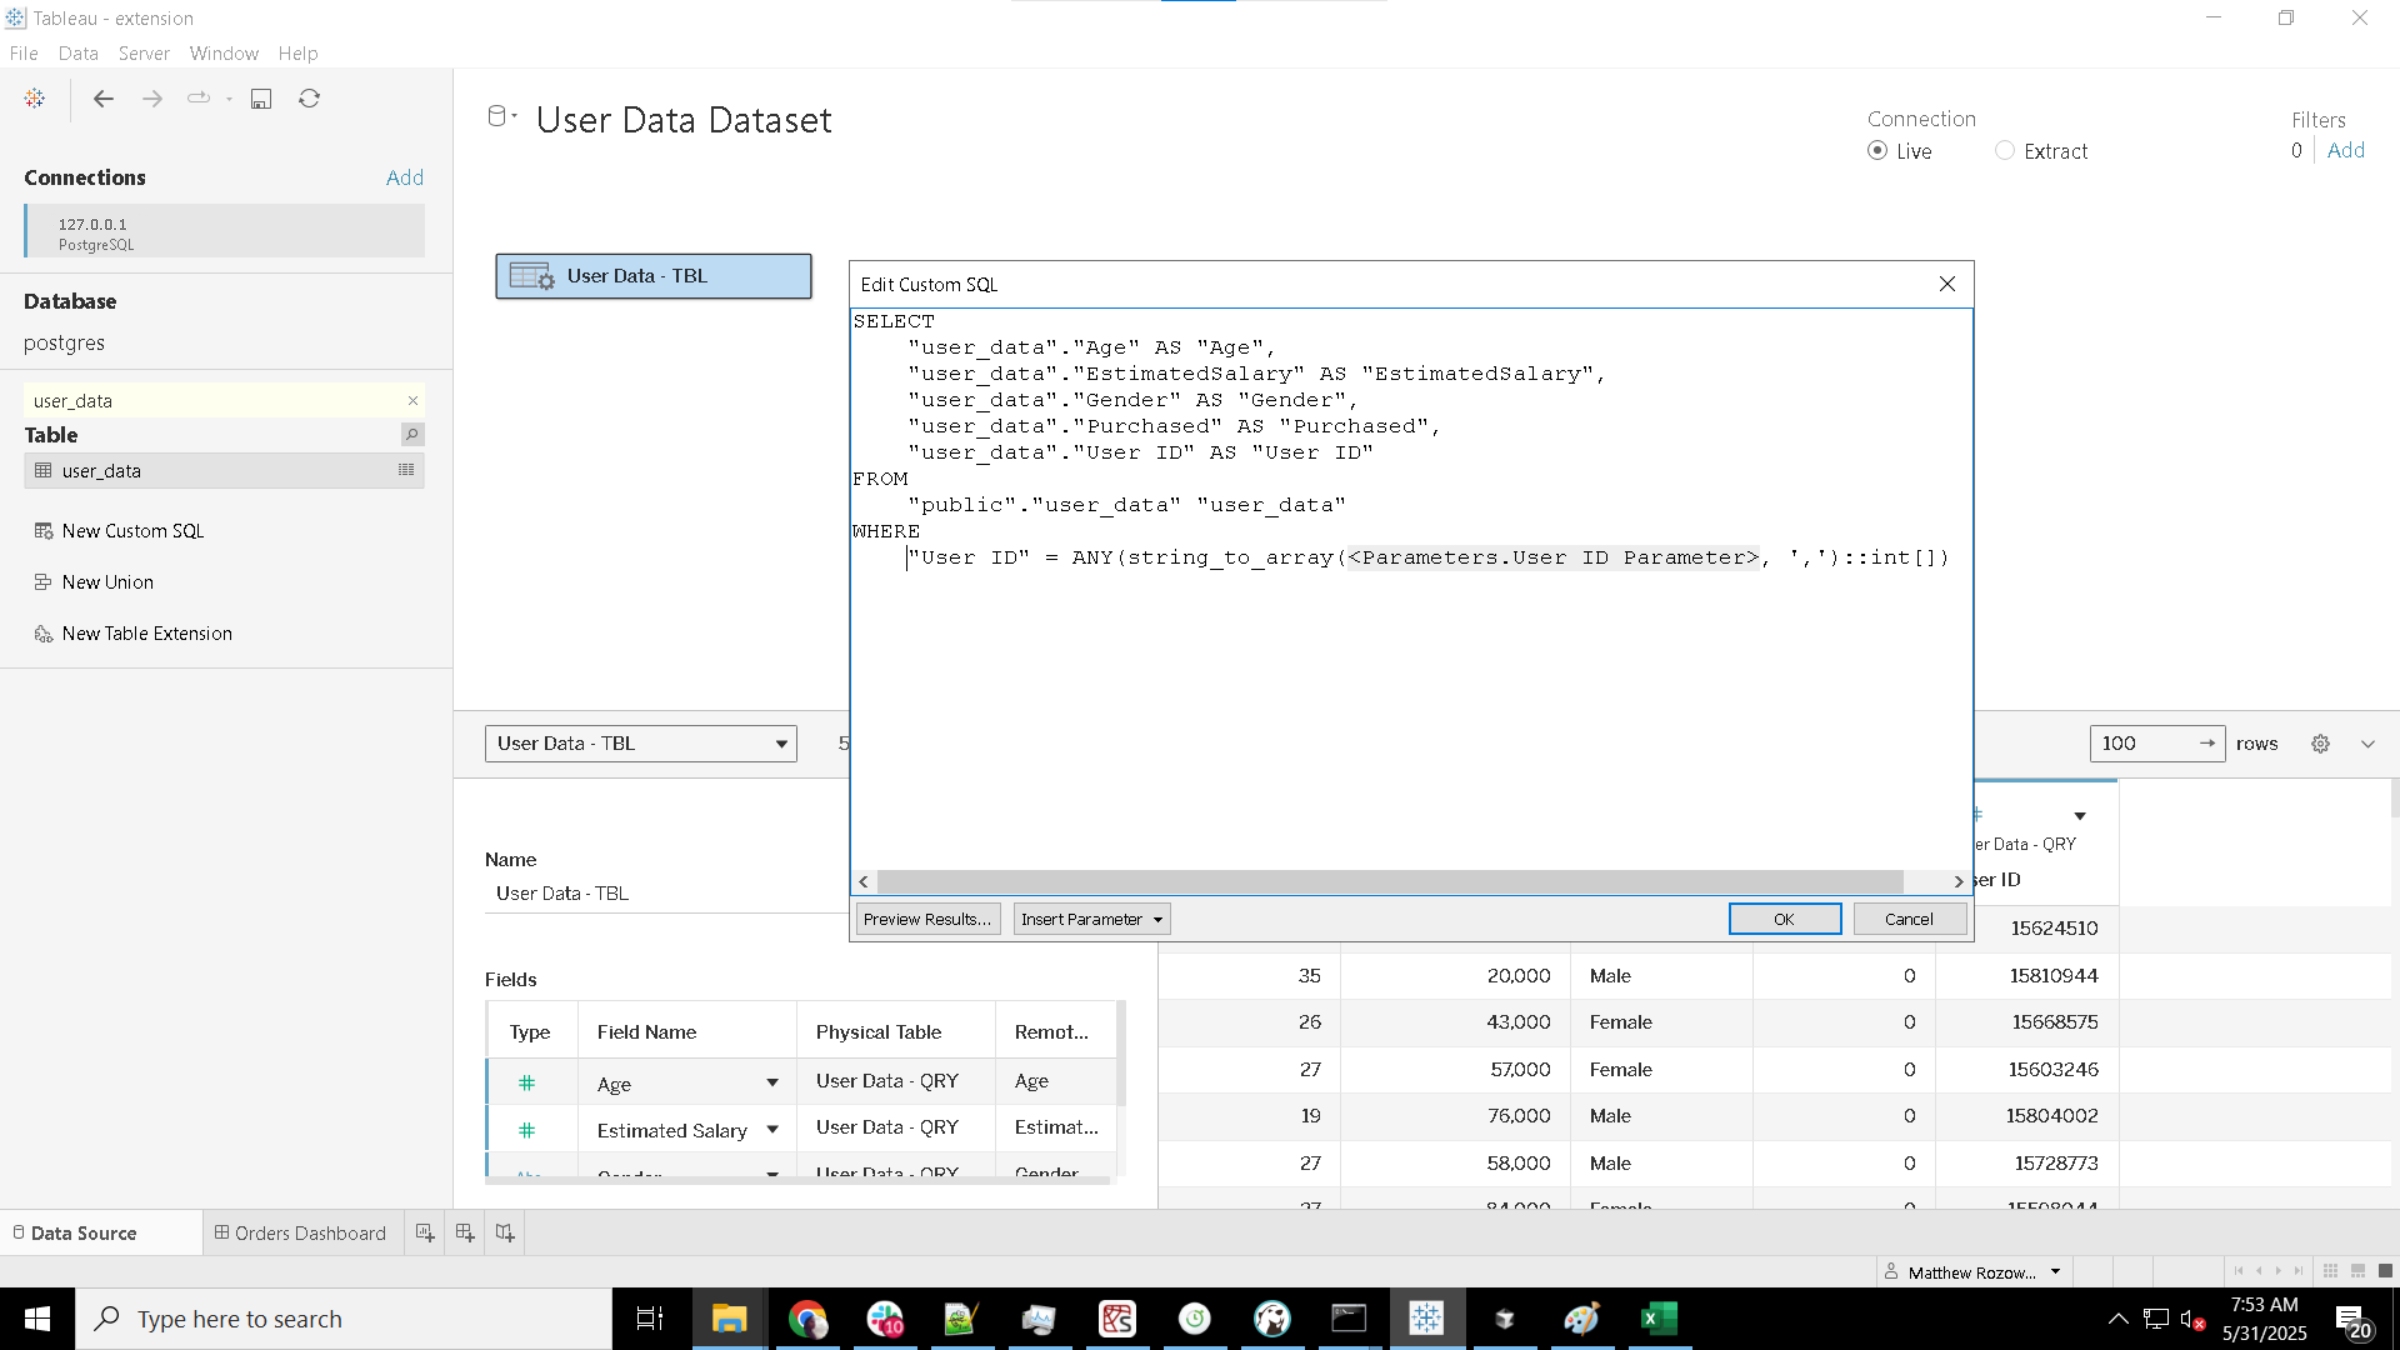 Tableau - extension
File Data Server Window Help
Connections Add
127.0.0.1
PostgreSQL
Database
postgres
user_data
Table
user_data
New Custom SQL
New Union
New Table Extension
User Data Dataset
Connection
Live Extract
Filters
0 Add
User Data - TBL
Edit Custom SQL
SELECT
"user_data"."Age" AS "Age",
"user_data"."EstimatedSalary" AS "EstimatedSalary",
"user_data"."Gender" AS "Gender",
"user_data"."Purchased" AS "Purchased",
"user_data"."User ID" AS "User ID"
FROM
"public"."user_data" "user_data"
WHERE
"User ID" = ANY(string_to_array(<Parameters.User ID Parameter>, ',')::int[])
Preview Results... Insert Parameter OK Cancel
User Data - TBL 5
100 rows
Name
User Data - TBL
Fields
Type Field Name Physical Table Remot...
# Age User Data - QRY Age
# Estimated Salary User Data - QRY Estimat...
Abc Gender User Data - QRY Gender
er Data - QRY
ser ID
15624510
35 20,000 Male 0 15810944
26 43,000 Female 0 15668575
27 57,000 Female 0 15603246
19 76,000 Male 0 15804002
27 58,000 Male 0 15728773
27 84,000 Female 0 15598044
Data Source Orders Dashboard
Matthew Rozow...
Type here to search
10
7:53 AM
5/31/2025
20